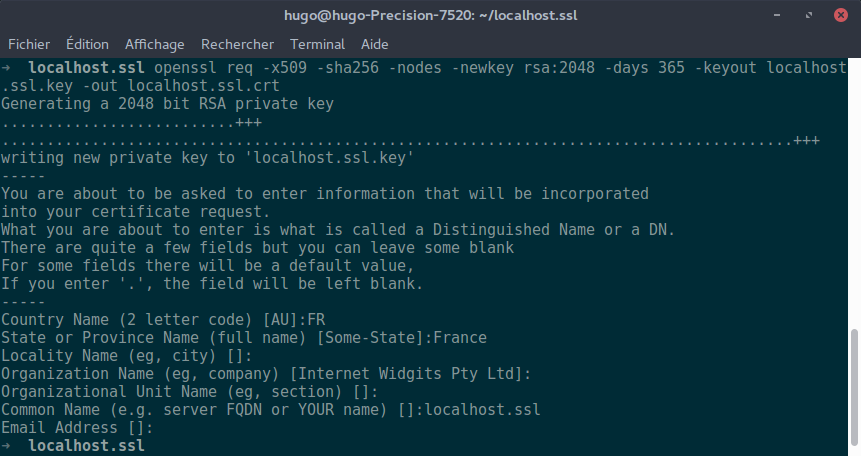 hugo@hugo-Precision-7520: ~/localhost.ssl
Fichier Édition Affichage Rechercher Terminal Aide
➜ localhost.ssl openssl req -x509 -sha256 -nodes -newkey rsa:2048 -days 365 -keyout localhost
.ssl.key -out localhost.ssl.crt
Generating a 2048 bit RSA private key
..........................+++
........................................................................................+++
writing new private key to 'localhost.ssl.key'
-----
You are about to be asked to enter information that will be incorporated
into your certificate request.
What you are about to enter is what is called a Distinguished Name or a DN.
There are quite a few fields but you can leave some blank
For some fields there will be a default value,
If you enter '.', the field will be left blank.
-----
Country Name (2 letter code) [AU]:FR
State or Province Name (full name) [Some-State]:France
Locality Name (eg, city) []:
Organization Name (eg, company) [Internet Widgits Pty Ltd]:
Organizational Unit Name (eg, section) []:
Common Name (e.g. server FQDN or YOUR name) []:localhost.ssl
Email Address []:
➜ localhost.ssl